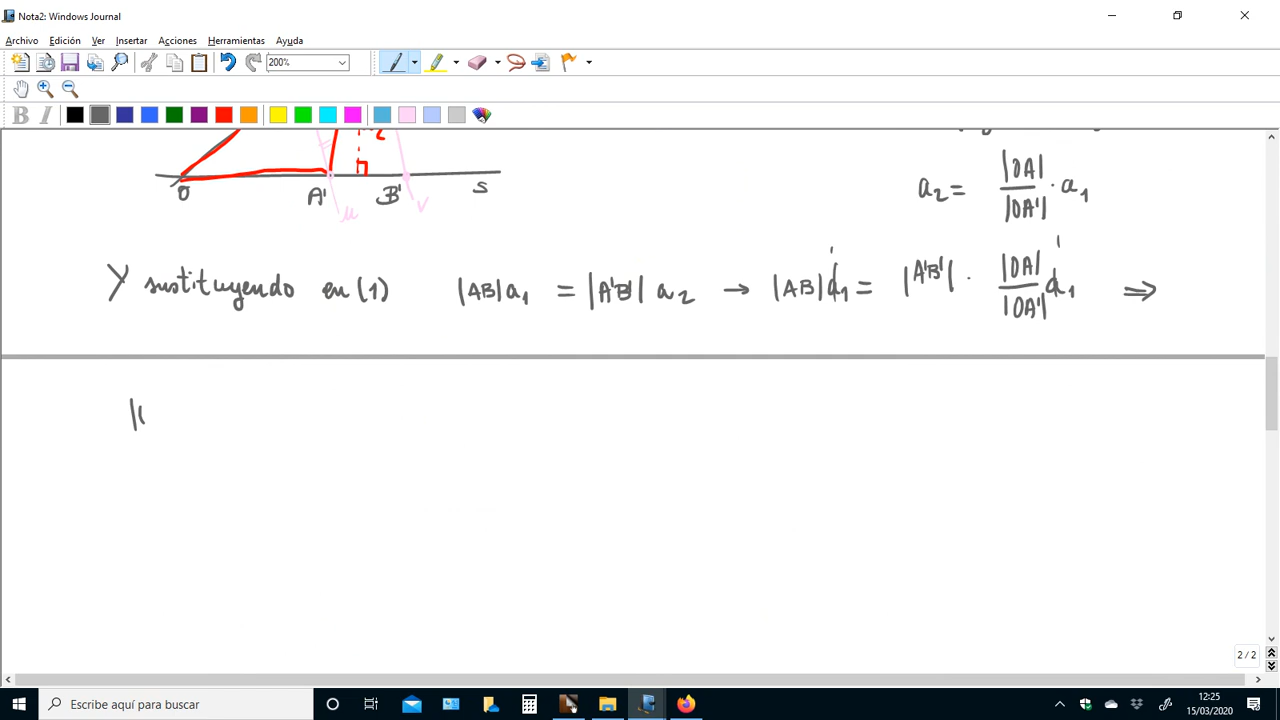 Nota2: Windows Journal
Archivo Edición Ver Insertar Acciones Herramientas Ayuda
200%
B I
2
O A' B' s
u v
a2 = |OA| / |OA'| · a1
Y sustituyendo en (1) |AB| a1 = |A'B'| a2 → |AB| a1 = |A'B'| · |OA| / |OA'| a1 ⇒
2 / 2
Escribe aquí para buscar
12:25
15/03/2020